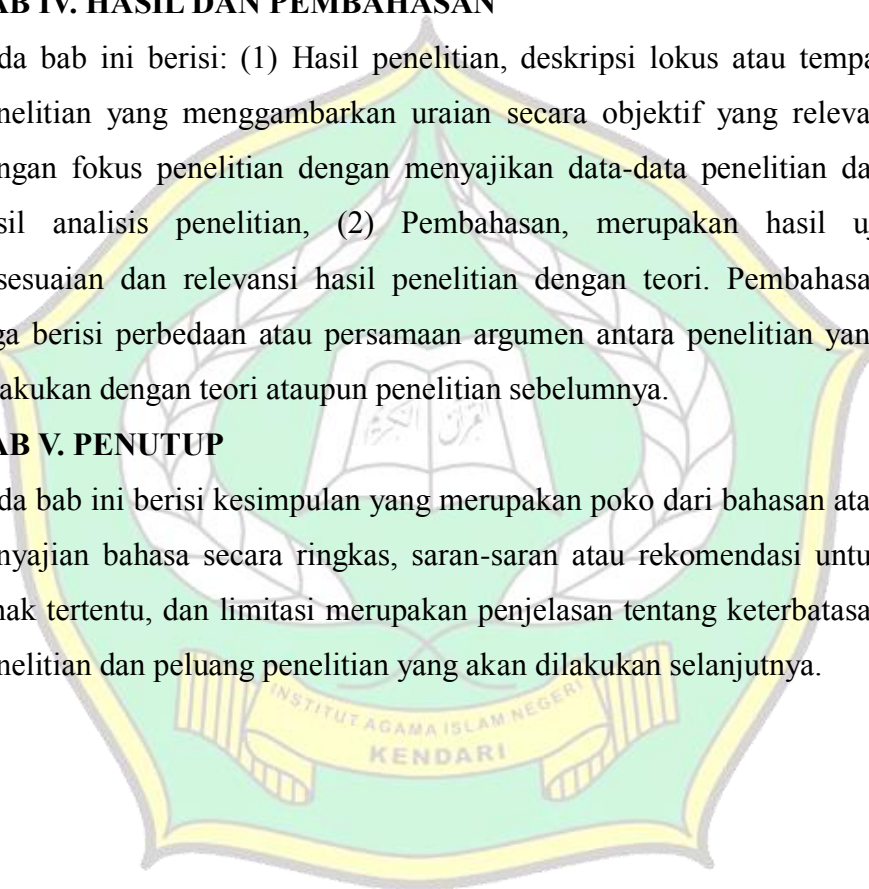 AB IV. HASIL DAN PEMBAHASAN
da bab ini berisi: (1) Hasil penelitian, deskripsi lokus atau tempa
nelitian yang menggambarkan uraian secara objektif yang releva
ngan fokus penelitian dengan menyajikan data-data penelitian da
sil analisis penelitian, (2) Pembahasan, merupakan hasil uj
sesuaian dan relevansi hasil penelitian dengan teori. Pembahasa
ga berisi perbedaan atau persamaan argumen antara penelitian yan
akukan dengan teori ataupun penelitian sebelumnya.
AB V. PENUTUP
da bab ini berisi kesimpulan yang merupakan poko dari bahasan ata
nyajian bahasa secara ringkas, saran-saran atau rekomendasi untu
hak tertentu, dan limitasi merupakan penjelasan tentang keterbatasa
nelitian dan peluang penelitian yang akan dilakukan selanjutnya.
INSTITUT AGAMA ISLAM NEGERI
KENDARI